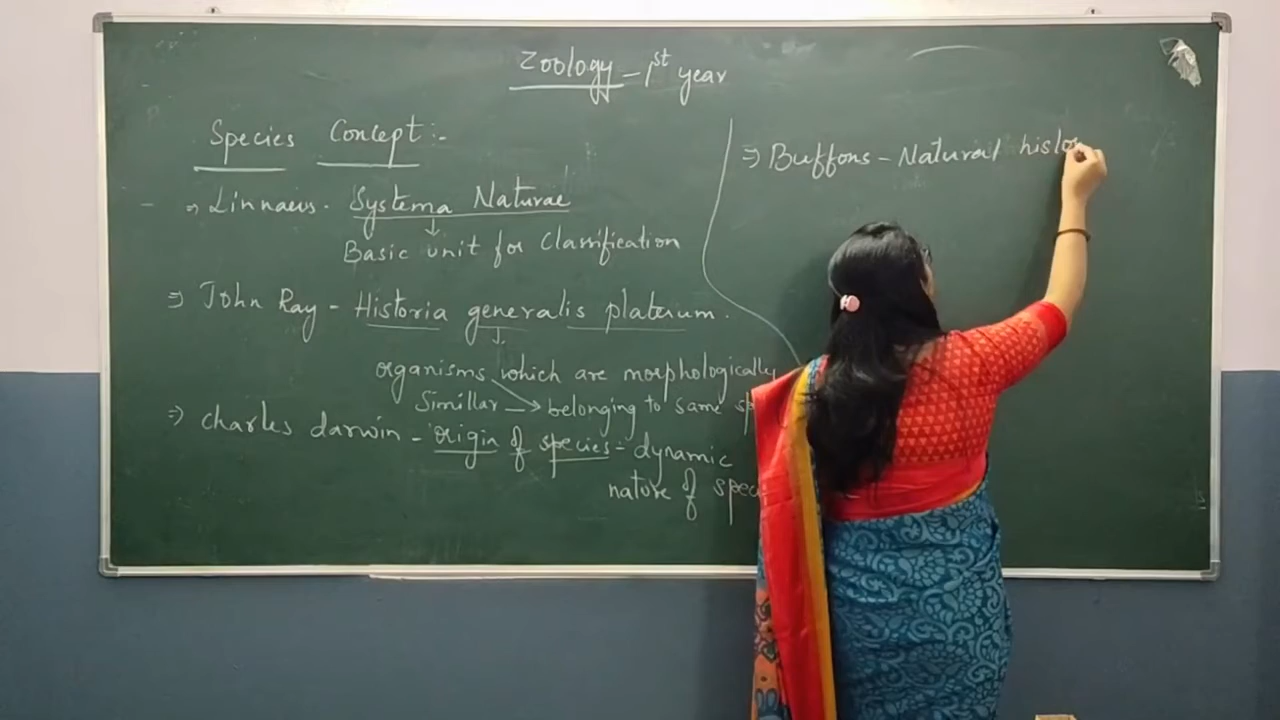 Zoology - 1st year
Species Concept :-
⇒ Linnaeus - Systema Naturae
Basic unit for Classification
⇒ John Ray - Historia generalis platerum.
organisms which are morphologically
Simillar → belonging to same
⇒ Charles darwin - origin of species - dynamic
nature of
⇒ Buffons - Natural